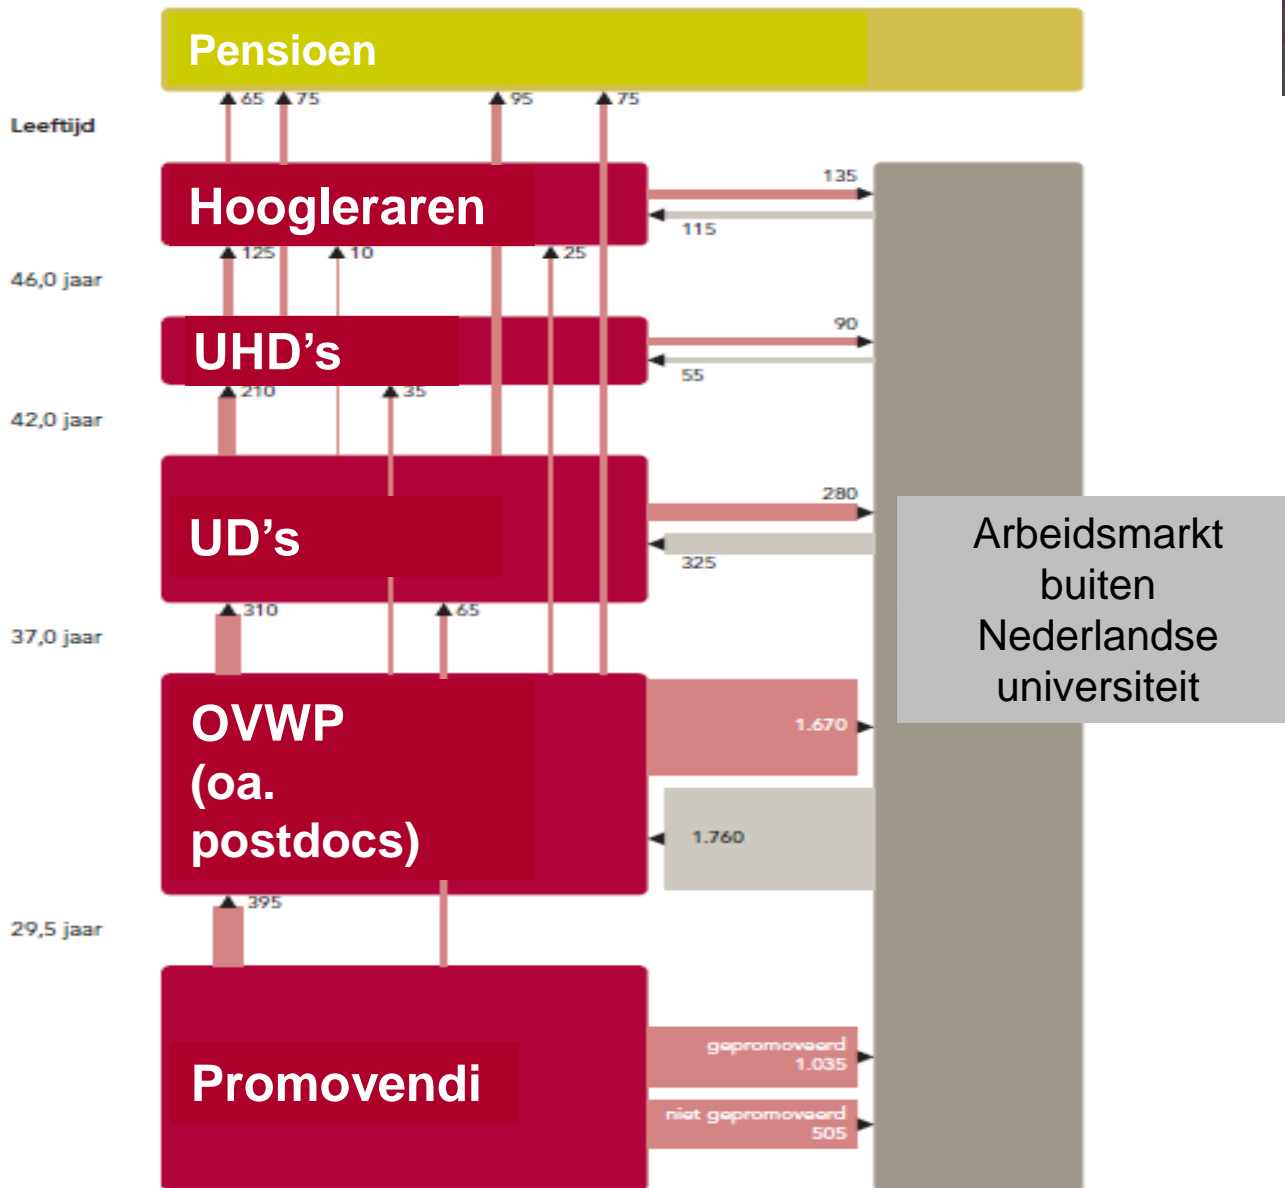 Pensioen
65
75
95
75
Leeftijd
Hoogleraren
135
115
125
10
25
46,0 jaar
UHD's
90
55
210
35
42,0 jaar
UD's
280
325
Arbeidsmarkt
buiten
Nederlandse
universiteit
310
65
37,0 jaar
OVWP
(oa.
postdocs)
1.670
1.760
395
29,5 jaar
Promovendi
gepromoveerd
1.035
niet gepromoveerd
505